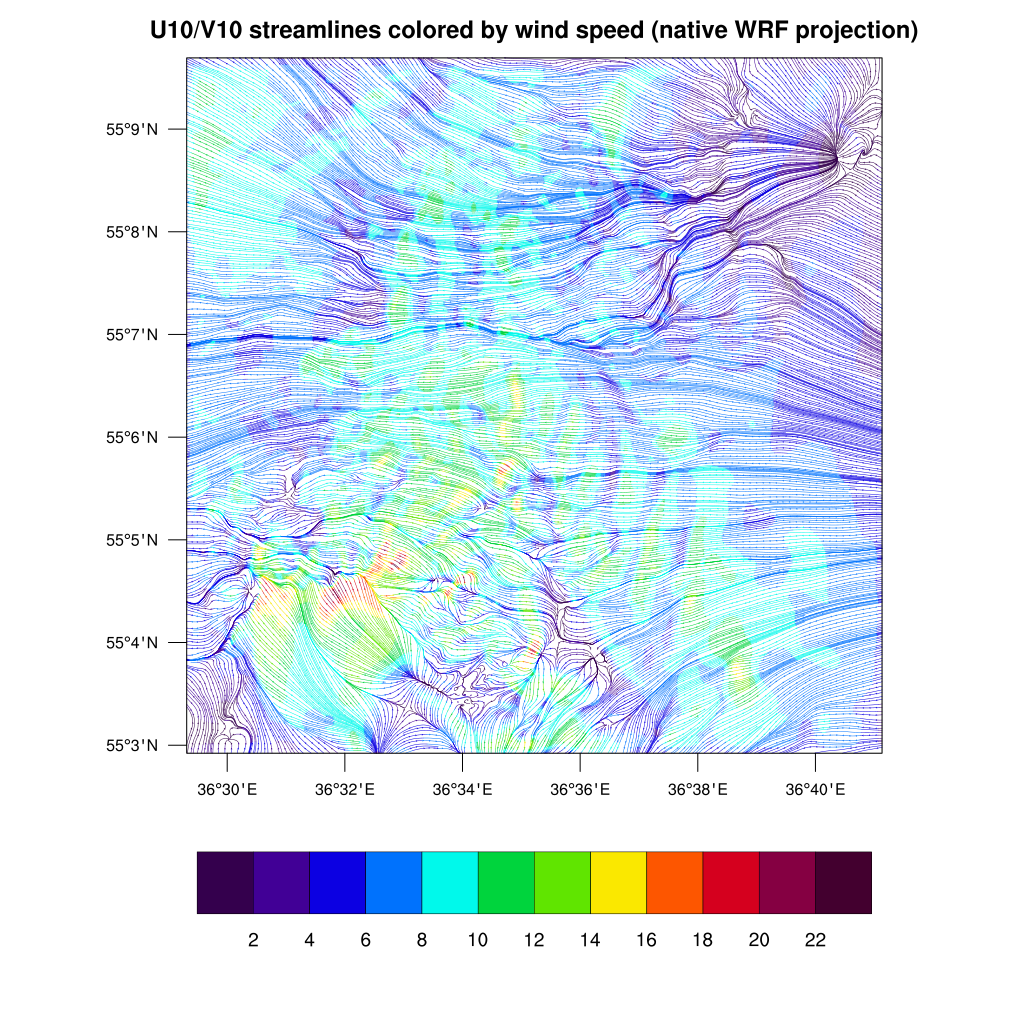 U10/V10 streamlines colored by wind speed (native WRF projection)
55°9'N
55°8'N
55°7'N
55°6'N
55°5'N
55°4'N
55°3'N
36°30'E 36°32'E 36°34'E 36°36'E 36°38'E 36°40'E
2 4 6 8 10 12 14 16 18 20 22